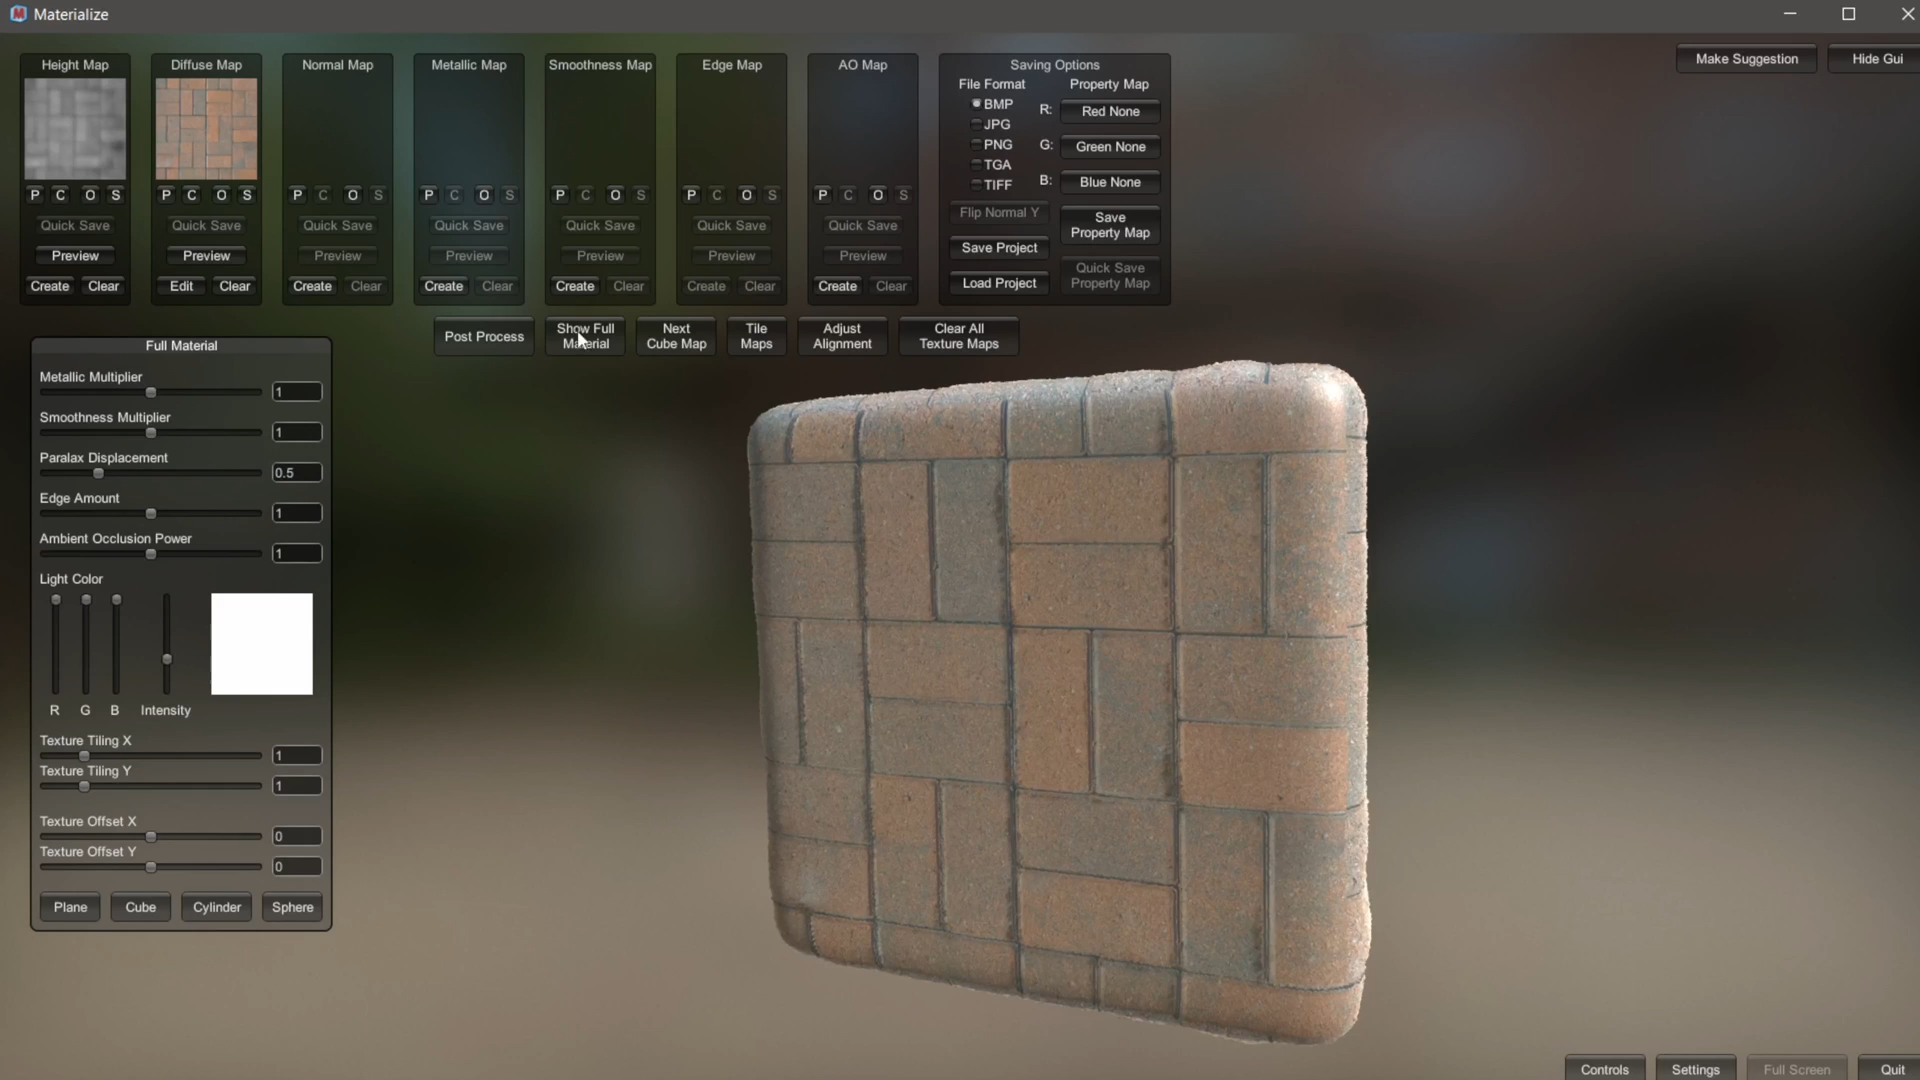 Materialize
Make Suggestion
Hide Gui
Height Map
P C O S
Quick Save
Preview
Create Clear
Diffuse Map
P C O S
Quick Save
Preview
Edit Clear
Normal Map
P C O S
Quick Save
Preview
Create Clear
Metallic Map
P C O S
Quick Save
Preview
Create Clear
Smoothness Map
P C O S
Quick Save
Preview
Create Clear
Edge Map
P C O S
Quick Save
Preview
Create Clear
AO Map
P C O S
Quick Save
Preview
Create Clear
Saving Options
File Format
BMP
JPG
PNG
TGA
TIFF
Flip Normal Y
Save Project
Load Project
Property Map
R: Red None
G: Green None
B: Blue None
Save
Property Map
Quick Save
Property Map
Post Process
Show Full
Material
Next
Cube Map
Tile
Maps
Adjust
Alignment
Clear All
Texture Maps
Full Material
Metallic Multiplier
1
Smoothness Multiplier
1
Paralax Displacement
0.5
Edge Amount
1
Ambient Occlusion Power
1
Light Color
R G B Intensity
Texture Tiling X
1
Texture Tiling Y
1
Texture Offset X
0
Texture Offset Y
0
Plane Cube Cylinder Sphere
Controls Settings Full Screen Quit